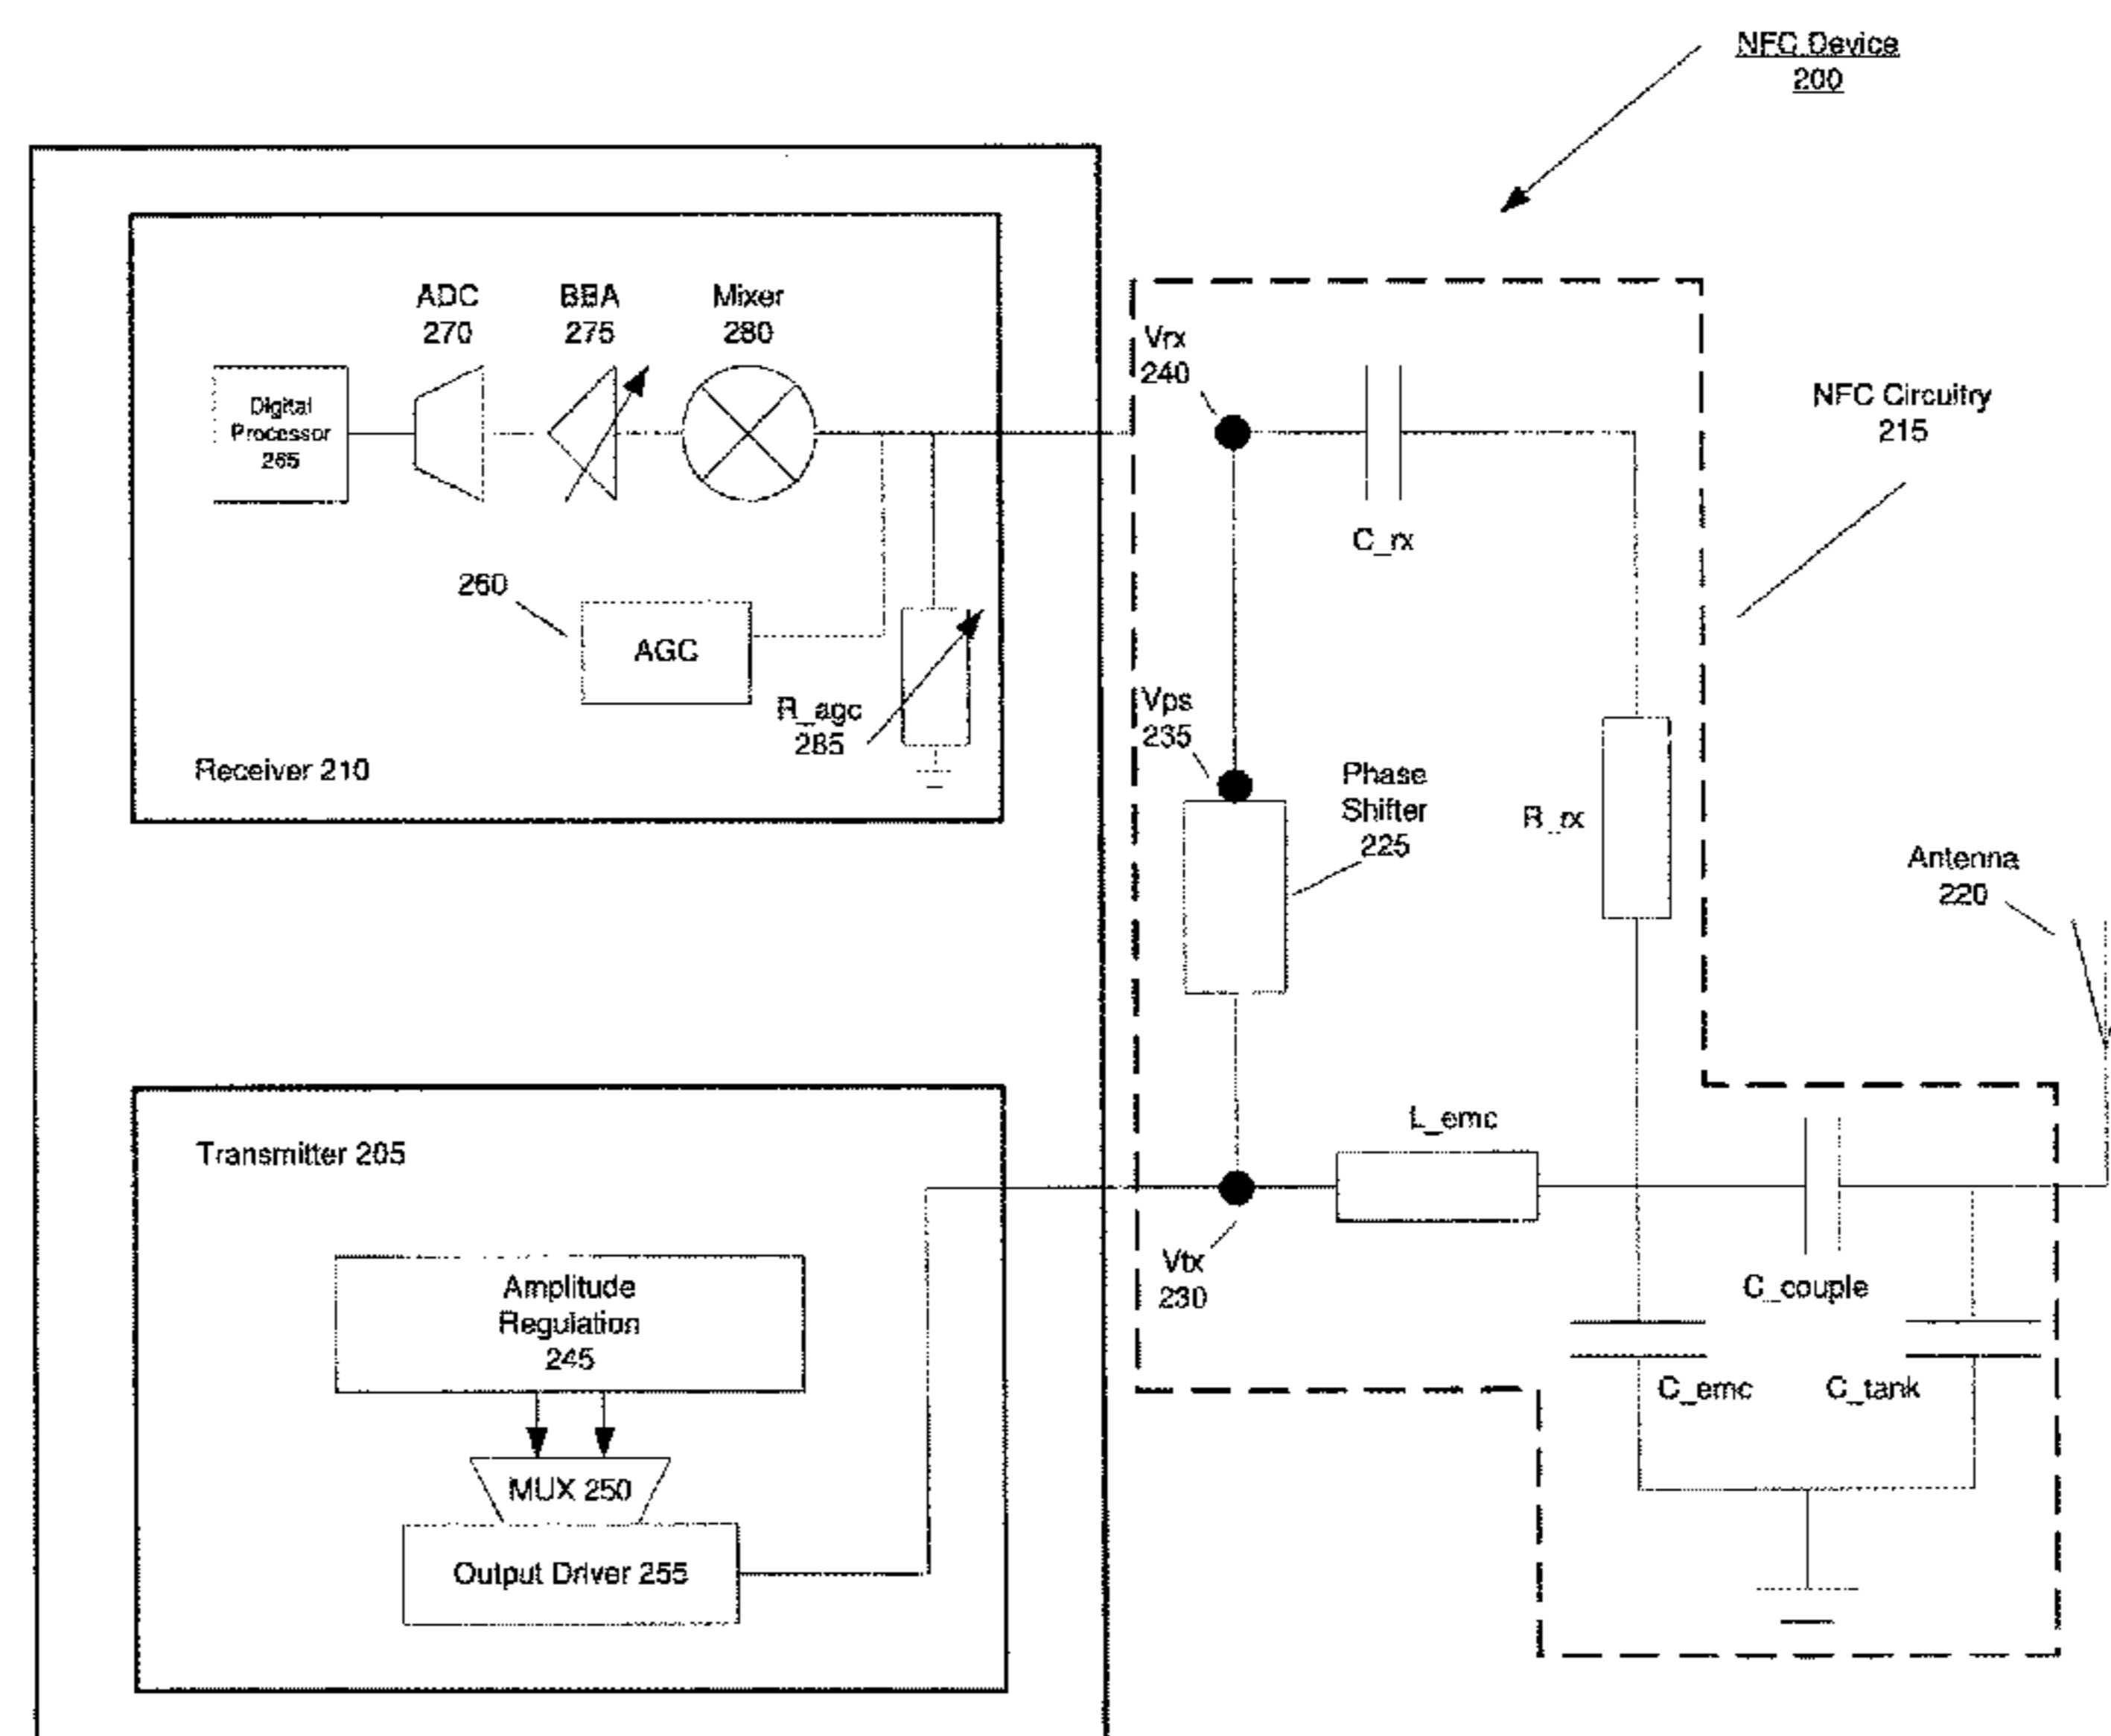 NFC Device
200
ADC
270
BBA
275
Mixer
280
Vrx
240
NFC Circuitry
215
Digital
Processor
265
C_rx
260
AGC
R_agc
285
Vps
235
Receiver 210
Phase
Shifter
225
R_rx
Antenna
220
Transmitter 205
L_emc
Vtx
230
Amplitude
Regulation
245
C_couple
C_emc
C_tank
MUX 250
Output Driver 255